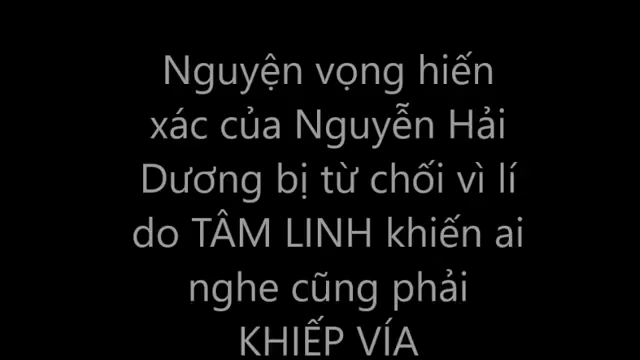 Nguyện vọng hiến
xác của Nguyễn Hải
Dương bị từ chối vì lí
do TÂM LINH khiến ai
nghe cũng phải
KHIẾP VÍA